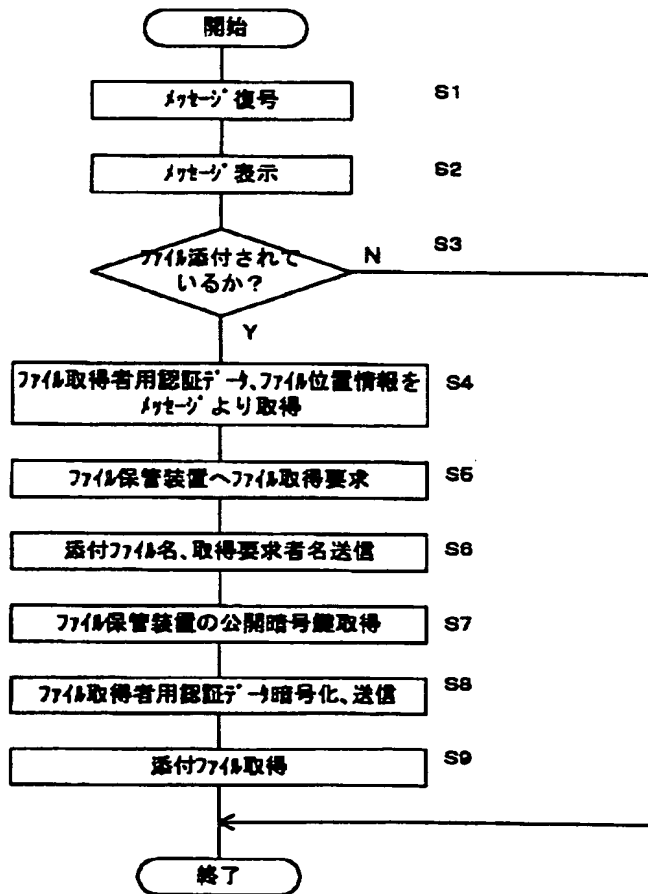 開始
ﾒｯｾｰｼﾞ復号
S1
ﾒｯｾｰｼﾞ表示
S2
ﾌｧｲﾙ添付されて
いるか？
N
S3
Y
ﾌｧｲﾙ取得者用認証ﾃﾞｰﾀ、ﾌｧｲﾙ位置情報を
ﾒｯｾｰｼﾞより取得
S4
ﾌｧｲﾙ保管装置へﾌｧｲﾙ取得要求
S5
添付ﾌｧｲﾙ名、取得要求者名送信
S6
ﾌｧｲﾙ保管装置の公開暗号鍵取得
S7
ﾌｧｲﾙ取得者用認証ﾃﾞｰﾀ暗号化、送信
S8
添付ﾌｧｲﾙ取得
S9
終了